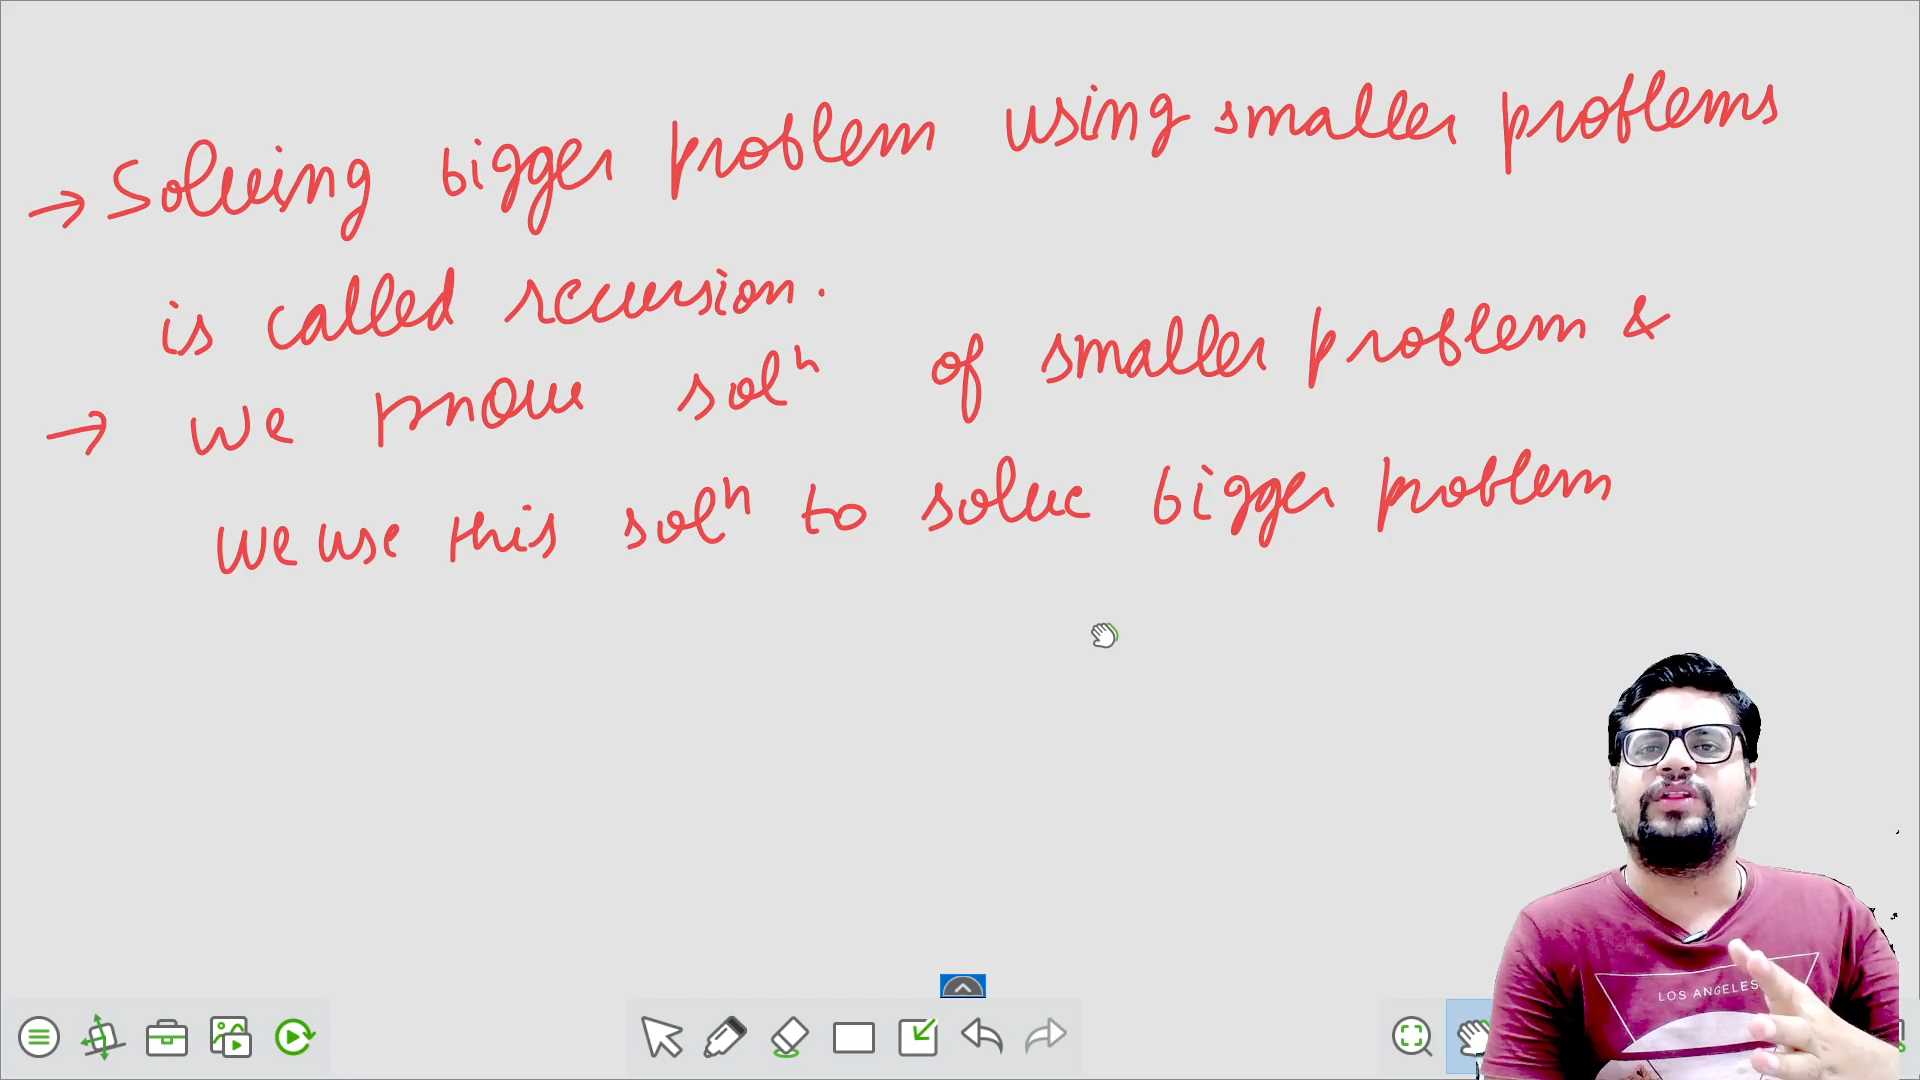 → Solving bigger problem using smaller problems
is called recursion.
→ We know solⁿ of smaller problem &
We use this solⁿ to solve bigger problem
LOS ANGELES